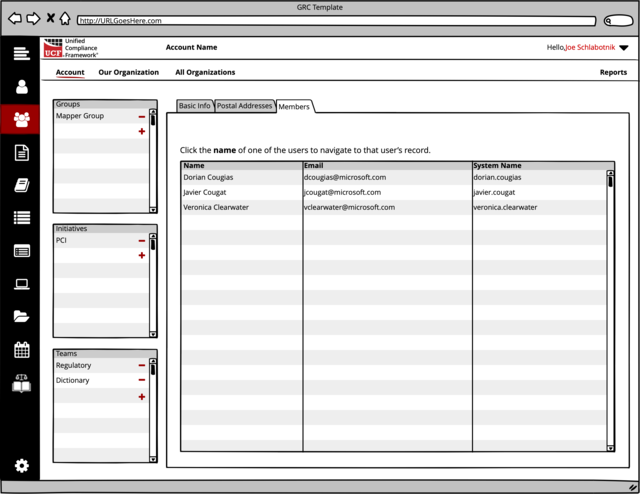 GRC Template
http://URLGoesHere.com
UCF
Unified
Compliance
Framework
Account Name
Hello, Joe Schlabotnik
Account Our Organization All Organizations Reports
Groups
Mapper Group
Initiatives
PCI
Teams
Regulatory
Dictionary
Basic Info Postal Addresses Members
Click the name of one of the users to navigate to that user's record.
Name Email System Name
Dorian Cougias dcougias@microsoft.com dorian.cougias
Javier Cougat jcougat@microsoft.com javier.cougat
Veronica Clearwater vclearwater@microsoft.com veronica.clearwater